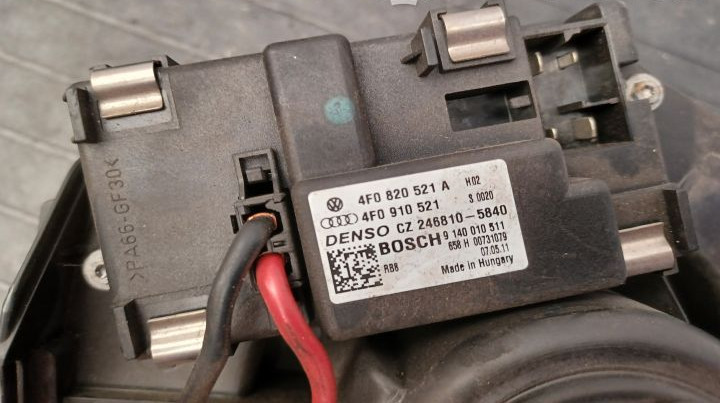 >PA66-GF30<
4F0 820 521 A H02
4F0 910 521 S 0020
DENSO CZ 246810-5840
BOSCH 9 140 010 511
658 H 00731079
07.05.11
RB8 Made in Hungary